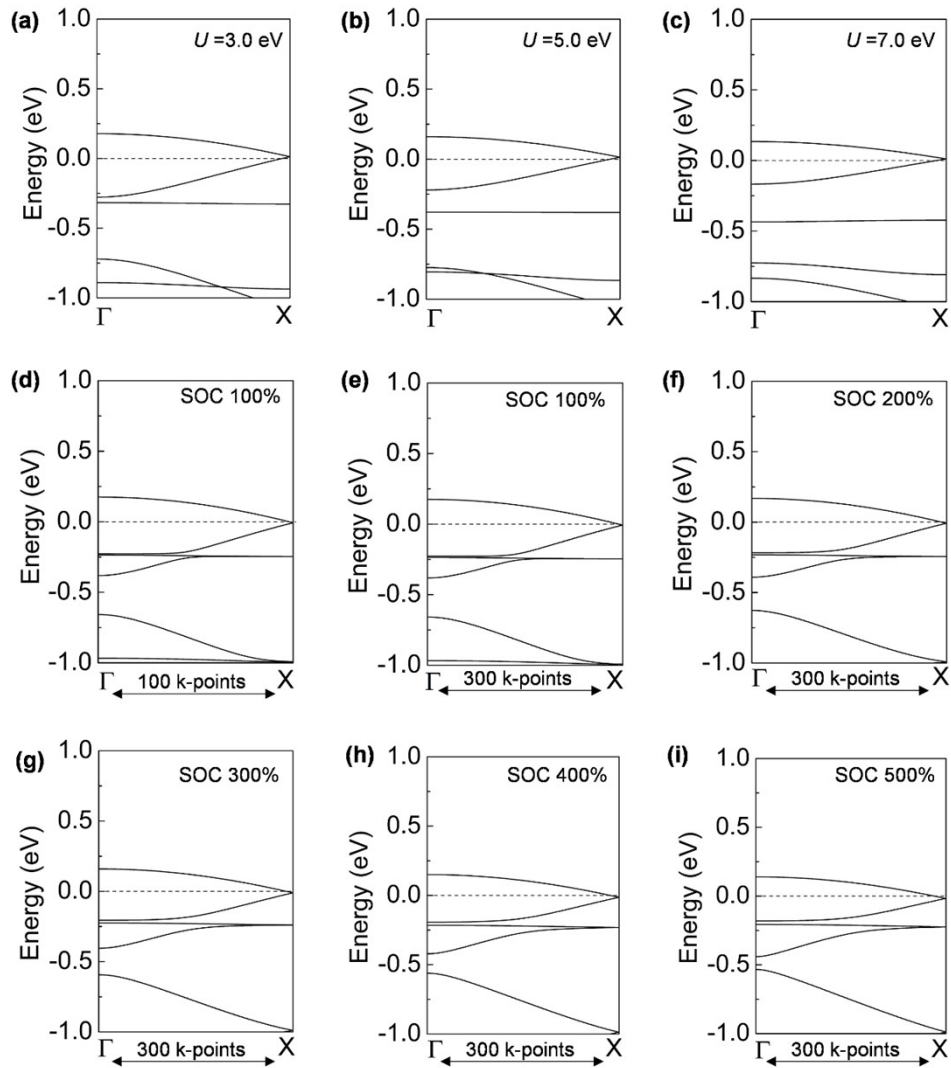 (a) (b) (c)
1.0 1.0 1.0
U =3.0 eV U =5.0 eV U =7.0 eV
0.5 0.5 0.5
Energy (eV) Energy (eV) Energy (eV)
0.0 0.0 0.0
-0.5 -0.5 -0.5
-1.0 -1.0 -1.0
Γ X Γ X Γ X
(d) (e) (f)
1.0 1.0 1.0
SOC 100% SOC 100% SOC 200%
0.5 0.5 0.5
Energy (eV) Energy (eV) Energy (eV)
0.0 0.0 0.0
-0.5 -0.5 -0.5
-1.0 -1.0 -1.0
Γ 100 k-points X Γ 300 k-points X Γ 300 k-points X
(g) (h) (i)
1.0 1.0 1.0
SOC 300% SOC 400% SOC 500%
0.5 0.5 0.5
Energy (eV) Energy (eV) Energy (eV)
0.0 0.0 0.0
-0.5 -0.5 -0.5
-1.0 -1.0 -1.0
Γ 300 k-points X Γ 300 k-points X Γ 300 k-points X